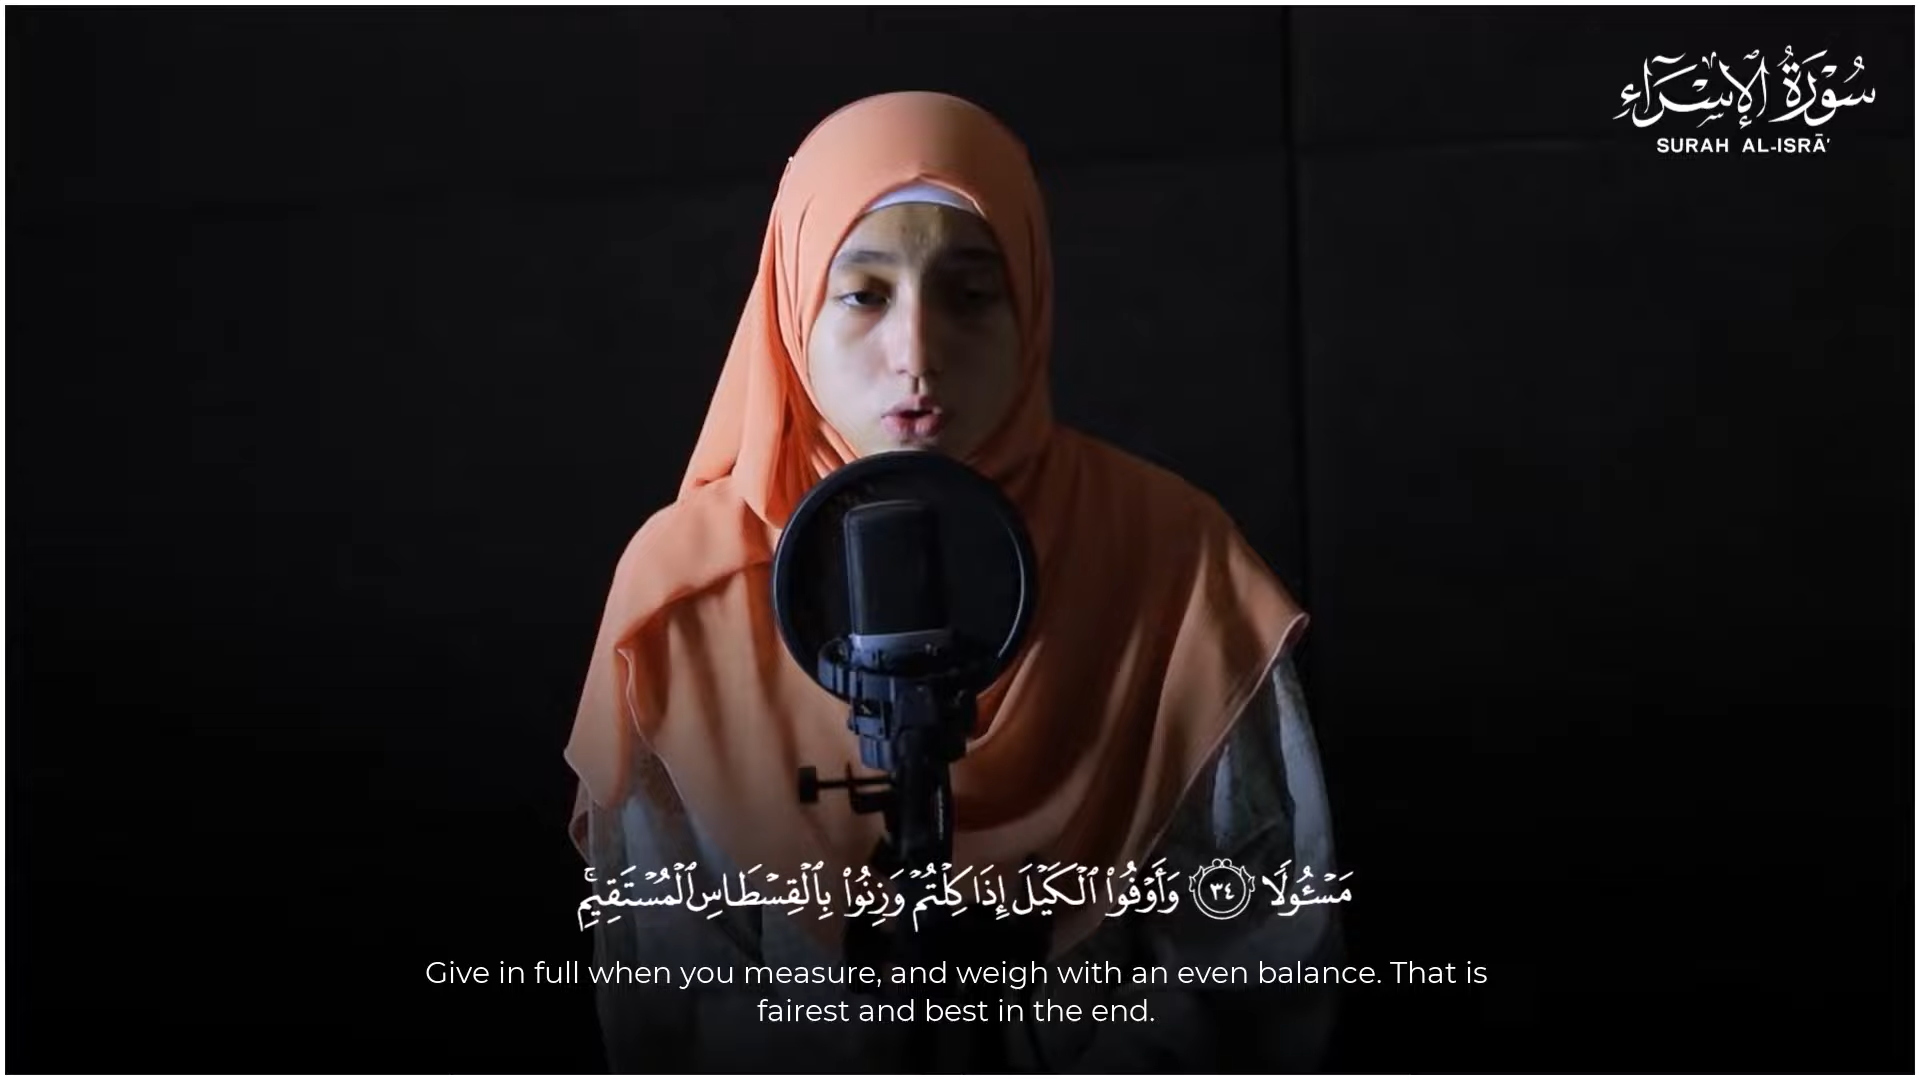 سُورَةُ الْإِسْرَاء
SURAH AL-ISRĀ'
مَسْـُٔولًا ٣٤ وَأَوْفُوا۟ ٱلْكَيْلَ إِذَا كِلْتُمْ وَزِنُوا۟ بِٱلْقِسْطَاسِ ٱلْمُسْتَقِيمِۚ
Give in full when you measure, and weigh with an even balance. That is
fairest and best in the end.